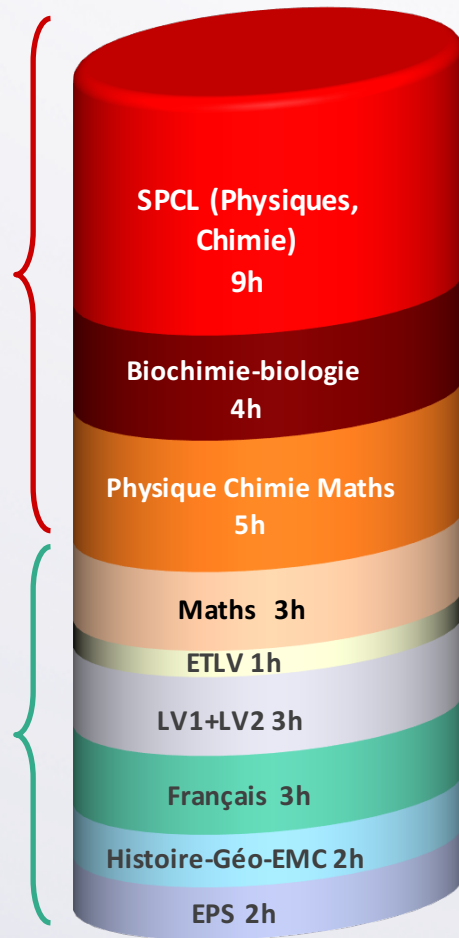 SPCL (Physiques,
Chimie)
9h
Biochimie-biologie
4h
Physique Chimie Maths
5h
Maths 3h
ETLV 1h
LV1+LV2 3h
Français 3h
Histoire-Géo-EMC 2h
EPS 2h